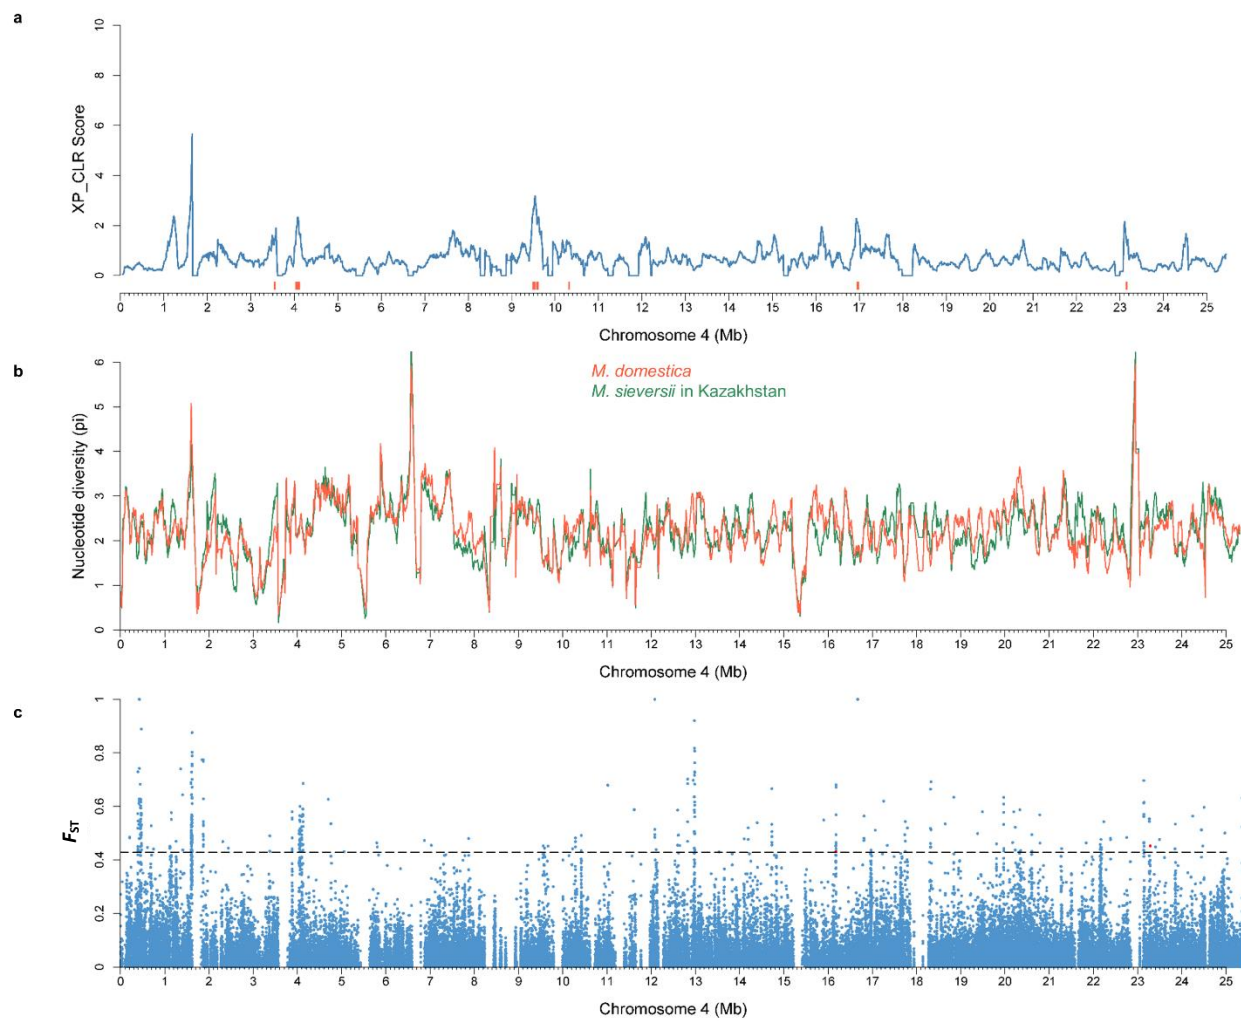 a
XP_CLR Score
10
8
6
4
2
0
0 1 2 3 4 5 6 7 8 9 10 11 12 13 14 15 16 17 18 19 20 21 22 23 24 25
Chromosome 4 (Mb)
b
Nucleotide diversity (pi)
6
5
4
3
2
1
0
M. domestica
M. sieversii in Kazakhstan
0 1 2 3 4 5 6 7 8 9 10 11 12 13 14 15 16 17 18 19 20 21 22 23 24 25
Chromosome 4 (Mb)
c
FST
1
0.8
0.6
0.4
0.2
0
0 1 2 3 4 5 6 7 8 9 10 11 12 13 14 15 16 17 18 19 20 21 22 23 24 25
Chromosome 4 (Mb)